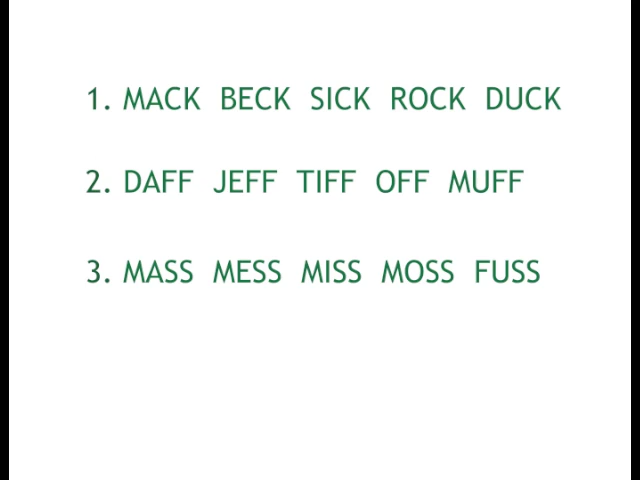 1. MACK BECK SICK ROCK DUCK
2. DAFF JEFF TIFF OFF MUFF
3. MASS MESS MISS MOSS FUSS